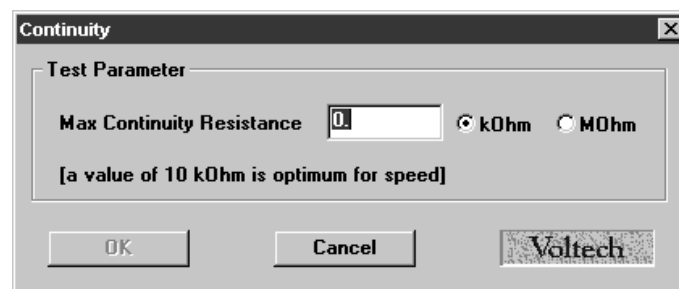 Continuity
Test Parameter
Max Continuity Resistance 0. kOhm MOhm
[a value of 10 kOhm is optimum for speed]
OK Cancel Voltech